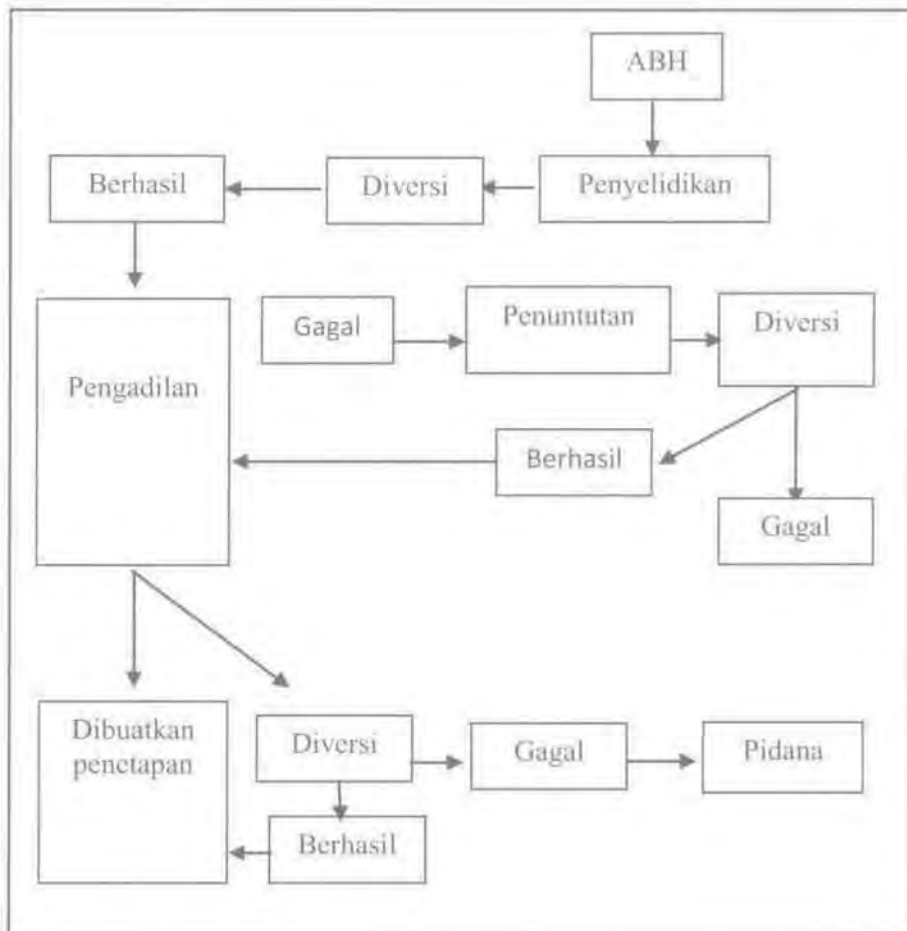 ABH
Berhasil
Diversi
Penyelidikan
Gagal
Penuntutan
Diversi
Pengadilan
Berhasil
Gagal
Dibuatkan
penetapan
Diversi
Gagal
Pidana
Berhasil